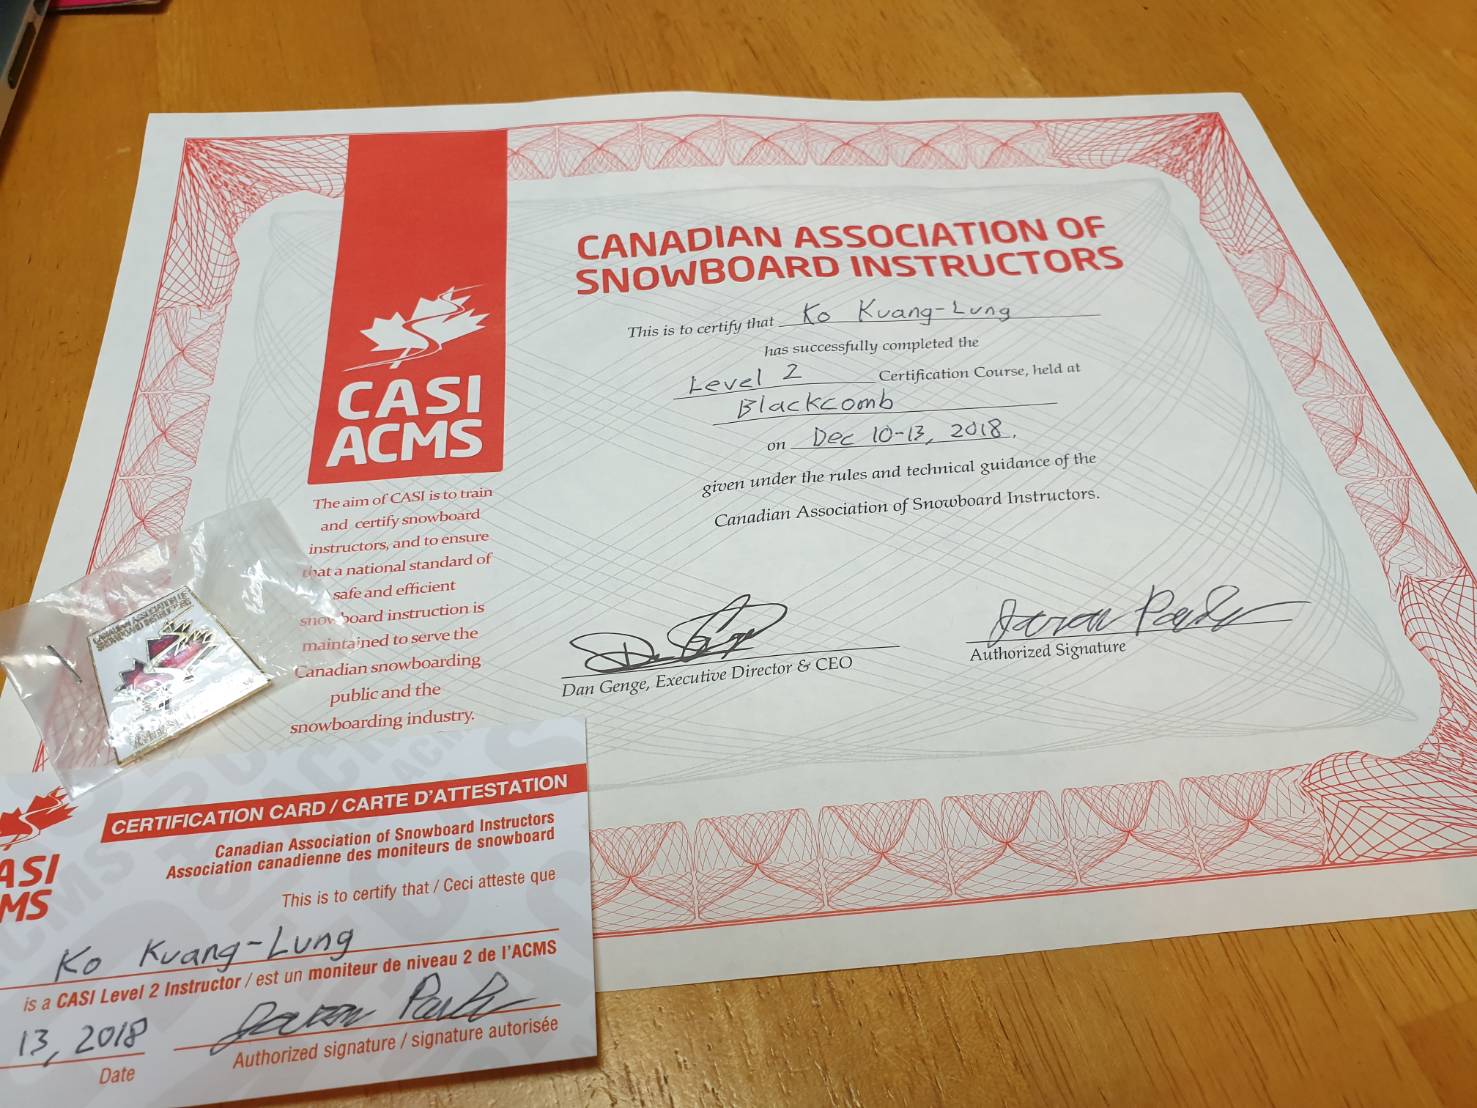 CANADIAN ASSOCIATION OF
SNOWBOARD INSTRUCTORS
This is to certify that Ko Kuang-Lung
has successfully completed the
Level 2 Certification Course, held at
Blackcomb
on Dec 10-13, 2018.
given under the rules and technical guidance of the
Canadian Association of Snowboard Instructors.
Dan Genge, Executive Director & CEO
Authorized Signature
CASI
ACMS
The aim of CASI is to train
and certify snowboard
instructors, and to ensure
that a national standard of
safe and efficient
snowboard instruction is
maintained to serve the
Canadian snowboarding
public and the
snowboarding industry.
CANADIAN ASSOCIATION OF
SNOWBOARD INSTRUCTORS
ASI
MS
CERTIFICATION CARD / CARTE D'ATTESTATION
Canadian Association of Snowboard Instructors
Association canadienne des moniteurs de snowboard
This is to certify that / Ceci atteste que
Ko Kuang-Lung
is a CASI Level 2 Instructor / est un moniteur de niveau 2 de l'ACMS
13, 2018
Date
Authorized signature / signature autorisée